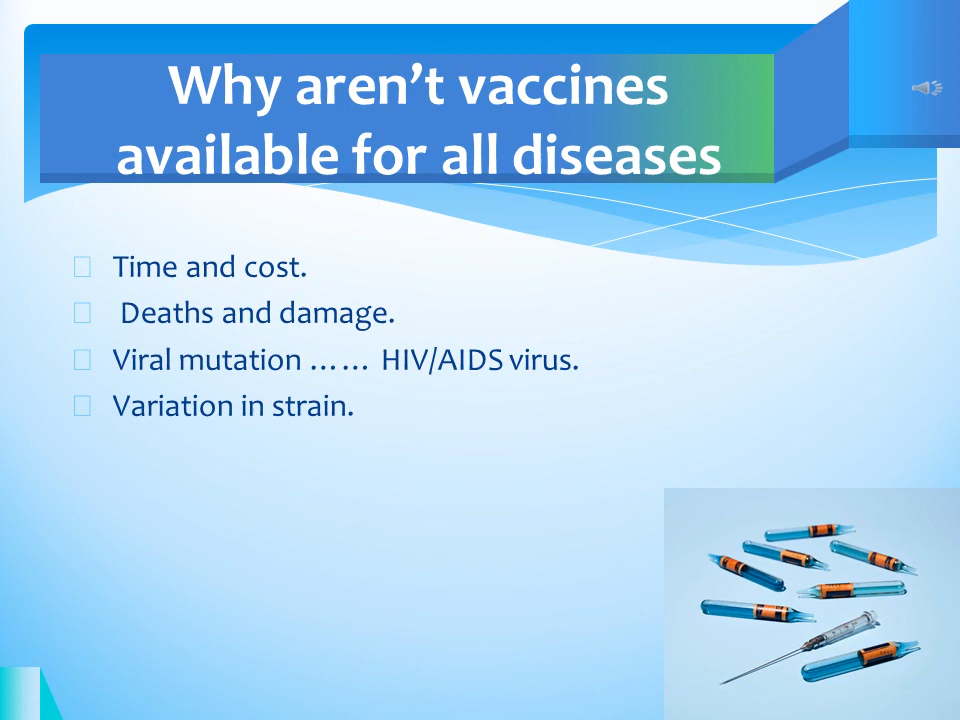 Why aren’t vaccines
available for all diseases
Time and cost.
Deaths and damage.
Viral mutation …… HIV/AIDS virus.
Variation in strain.